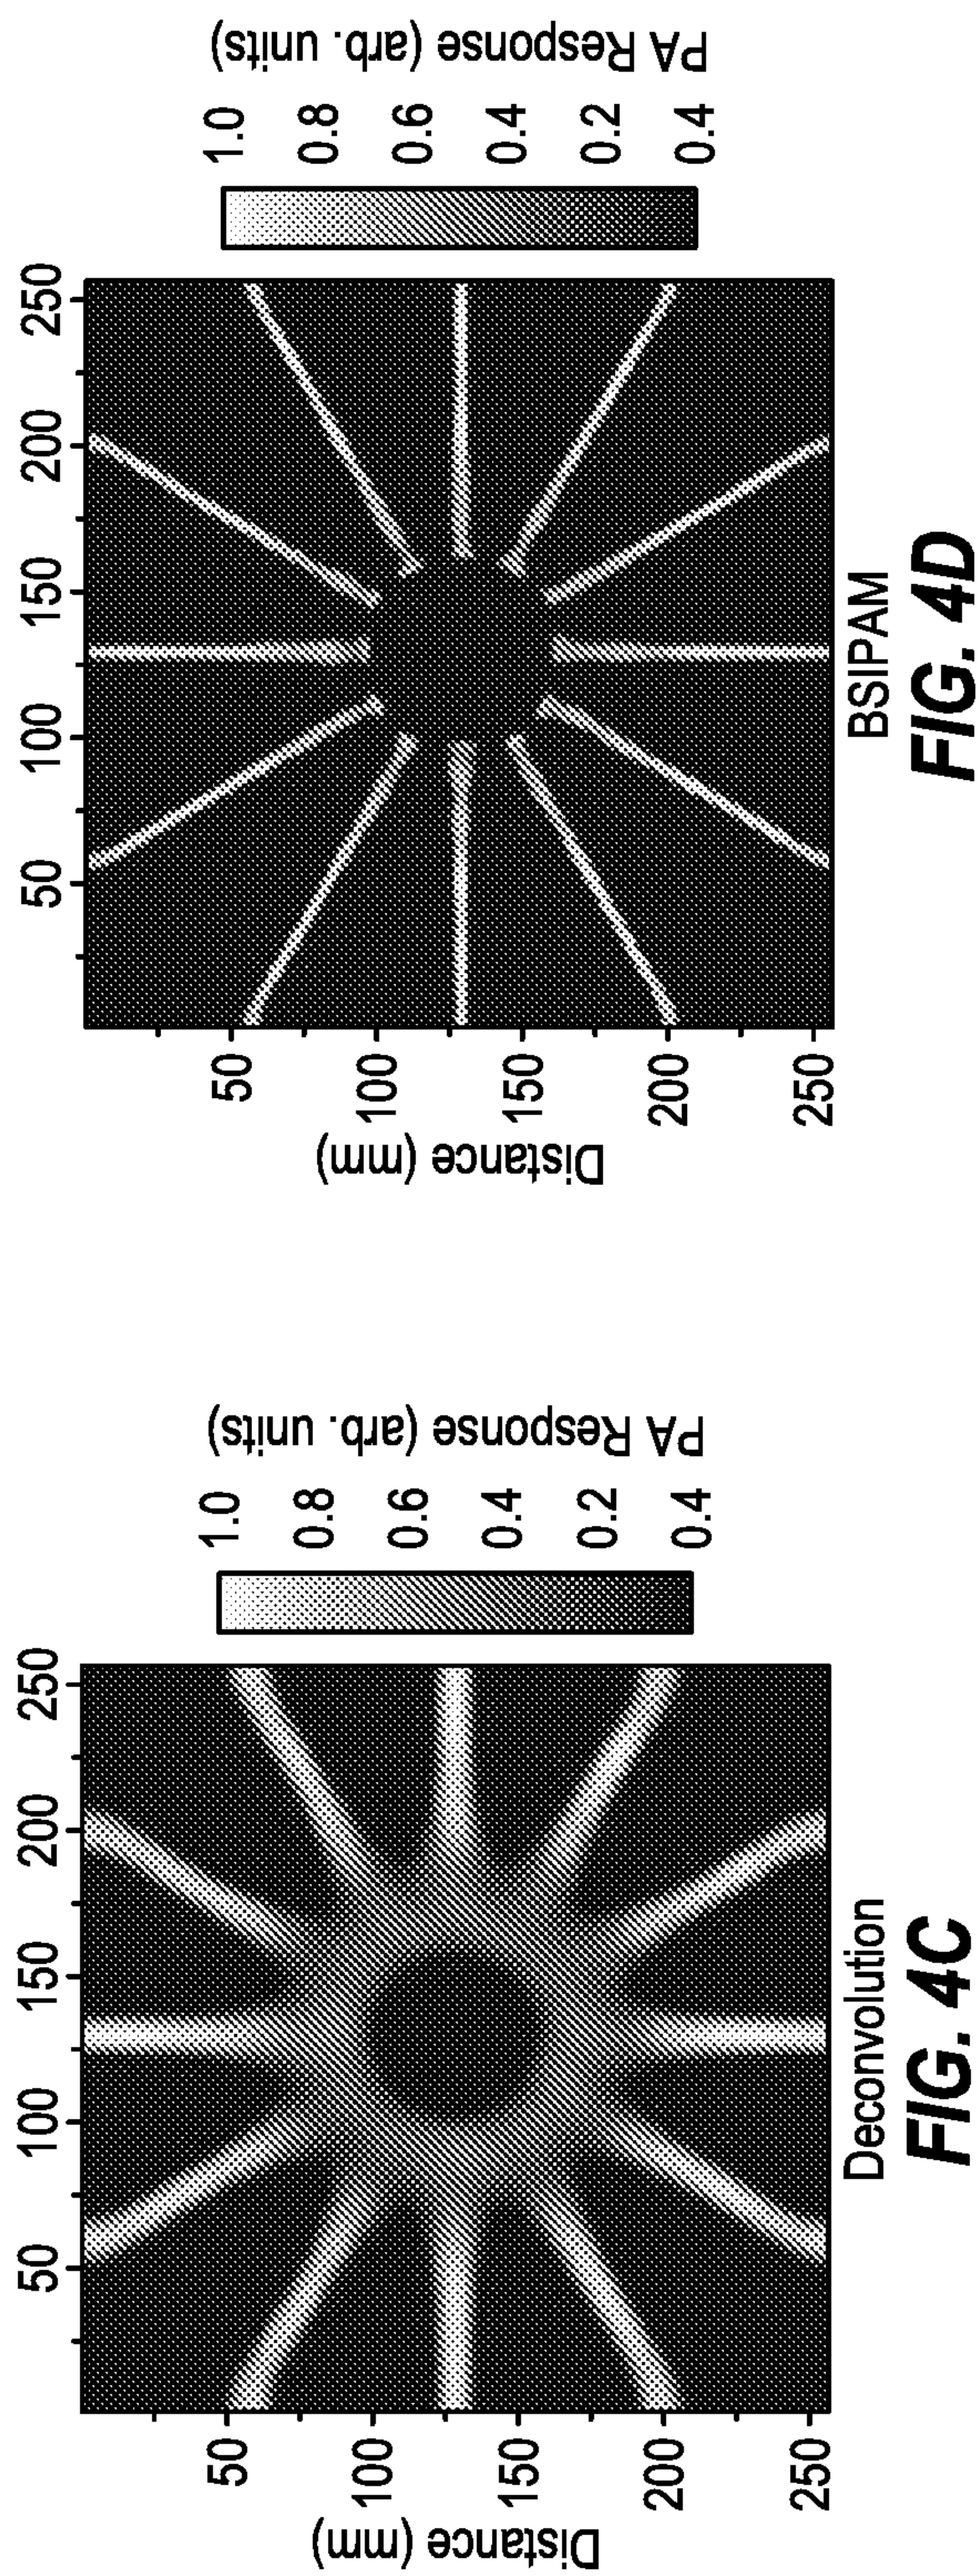 50 100 150 200 250
Distance (mm)
50
100
150
200
250
1.0
0.8
0.6
0.4
0.2
0.4
PA Response (arb. units)
Deconvolution
FIG. 4C
50 100 150 200 250
Distance (mm)
50
100
150
200
250
1.0
0.8
0.6
0.4
0.2
0.4
PA Response (arb. units)
BSIPAM
FIG. 4D